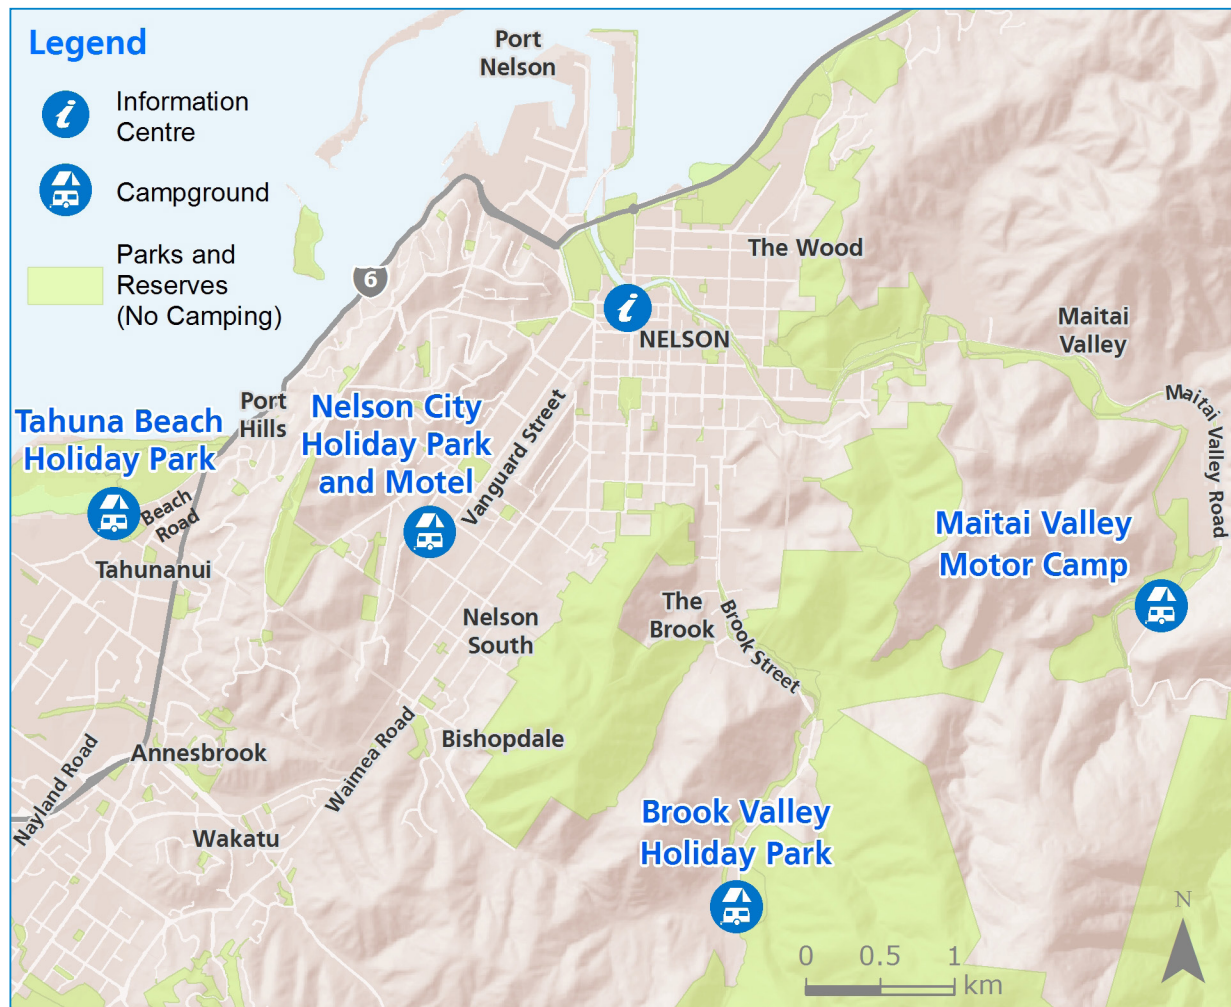 Legend
Information
Centre
Campground
Parks and
Reserves
(No Camping)
Port
Nelson
6
The Wood
NELSON
Maitai
Valley
Maitai Valley Road
Port
Hills
Tahuna Beach
Holiday Park
Beach
Road
Tahunanui
Nelson City
Holiday Park
and Motel
Vanguard Street
Maitai Valley
Motor Camp
Nelson
South
The
Brook
Brook Street
Bishopdale
Waimea Road
Annesbrook
Nayland Road
Wakatu
Brook Valley
Holiday Park
N
0 0.5 1
km